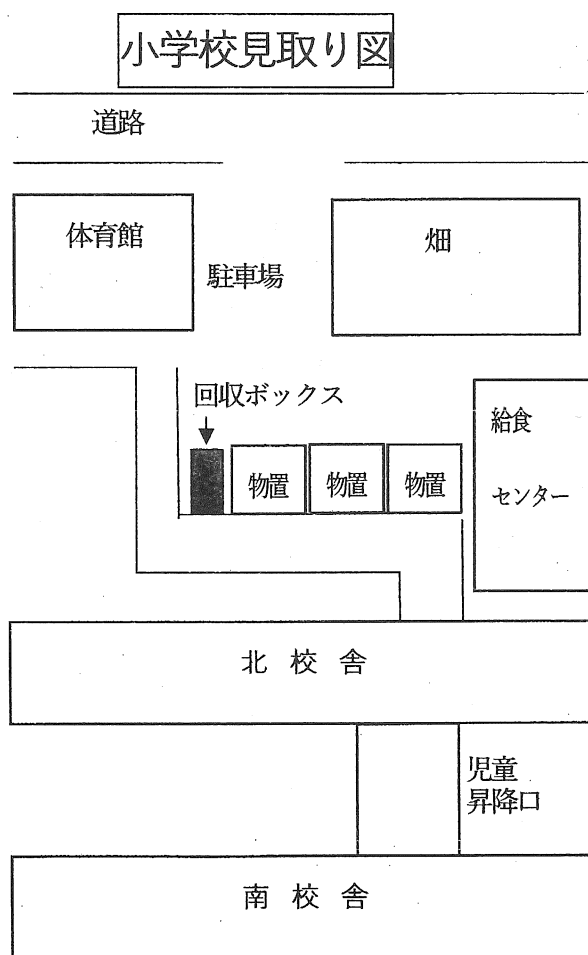 小学校見取り図
道路
体育館
畑
駐車場
回収ボックス
給食
センター
物置
物置
物置
北校舎
児童
昇降口
南校舎